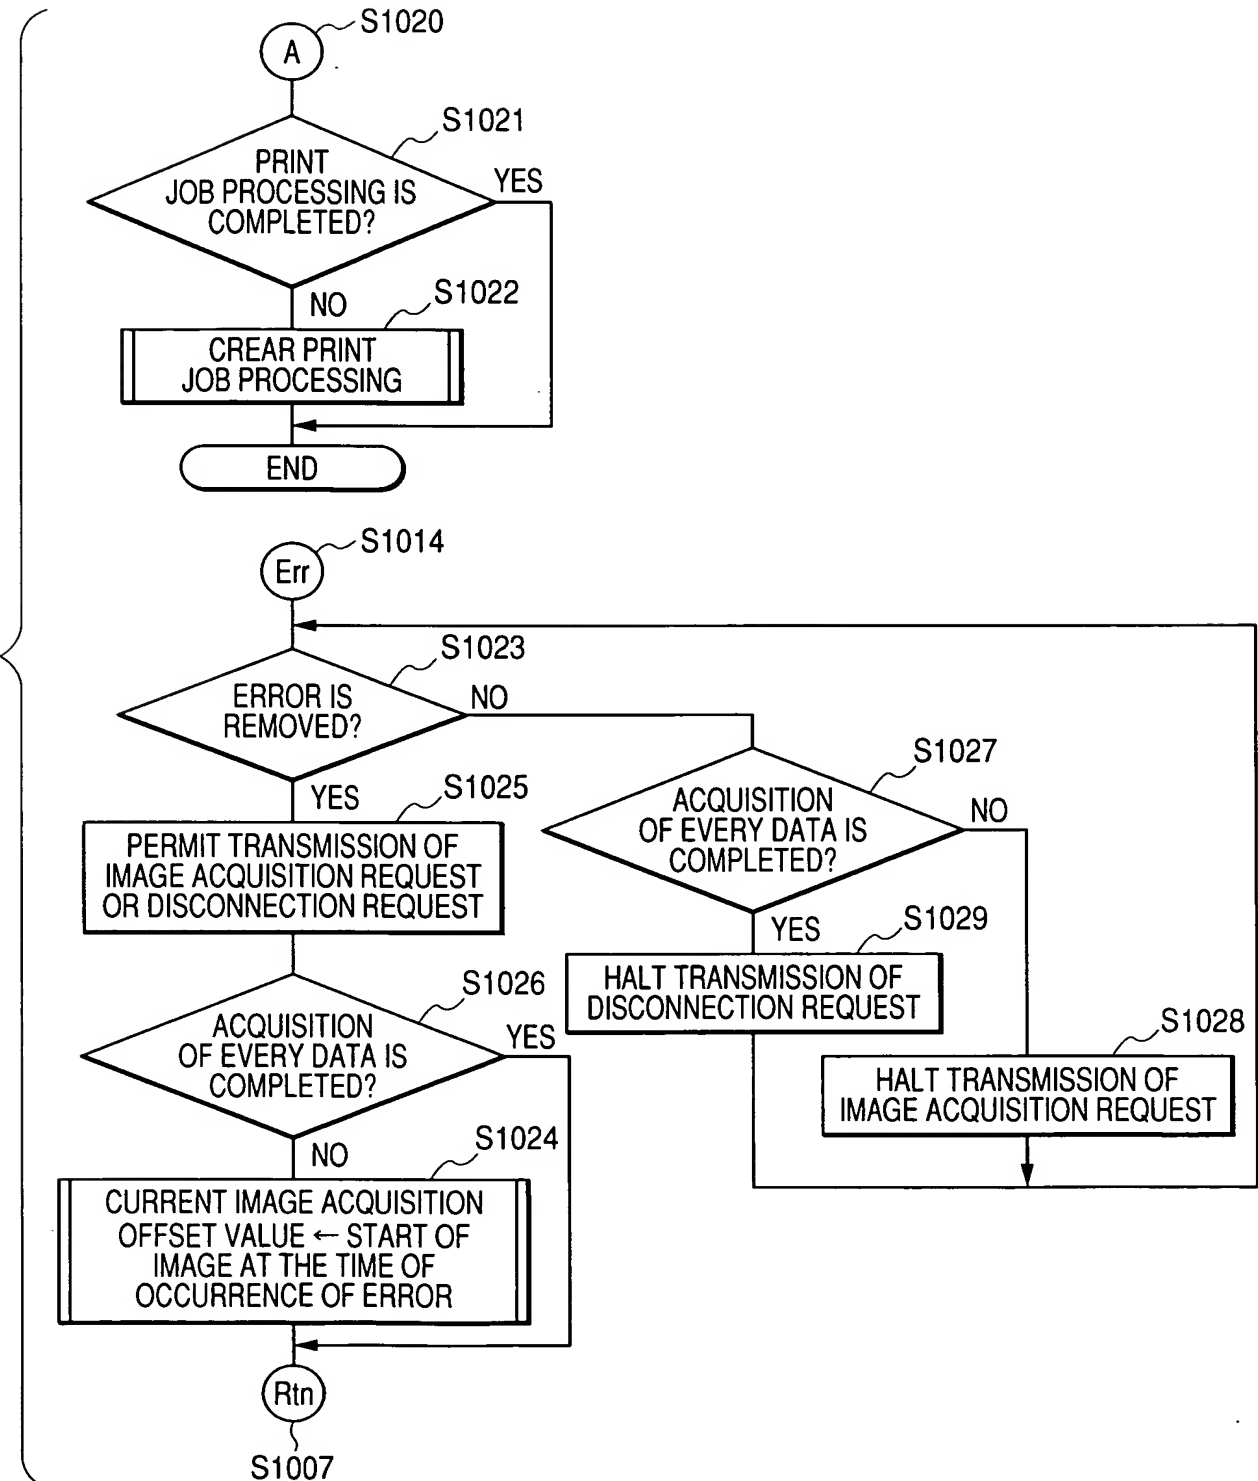 S1020
A
S1021
PRINT
JOB PROCESSING IS
COMPLETED?
YES
NO
S1022
CREAR PRINT
JOB PROCESSING
END
S1014
Err
S1023
ERROR IS
REMOVED?
NO
YES
S1025
PERMIT TRANSMISSION OF
IMAGE ACQUISITION REQUEST
OR DISCONNECTION REQUEST
S1027
ACQUISITION
OF EVERY DATA IS
COMPLETED?
NO
YES
S1029
HALT TRANSMISSION OF
DISCONNECTION REQUEST
S1028
HALT TRANSMISSION OF
IMAGE ACQUISITION REQUEST
S1026
ACQUISITION
OF EVERY DATA IS
COMPLETED?
YES
NO
S1024
CURRENT IMAGE ACQUISITION
OFFSET VALUE ← START OF
IMAGE AT THE TIME OF
OCCURRENCE OF ERROR
Rtn
S1007